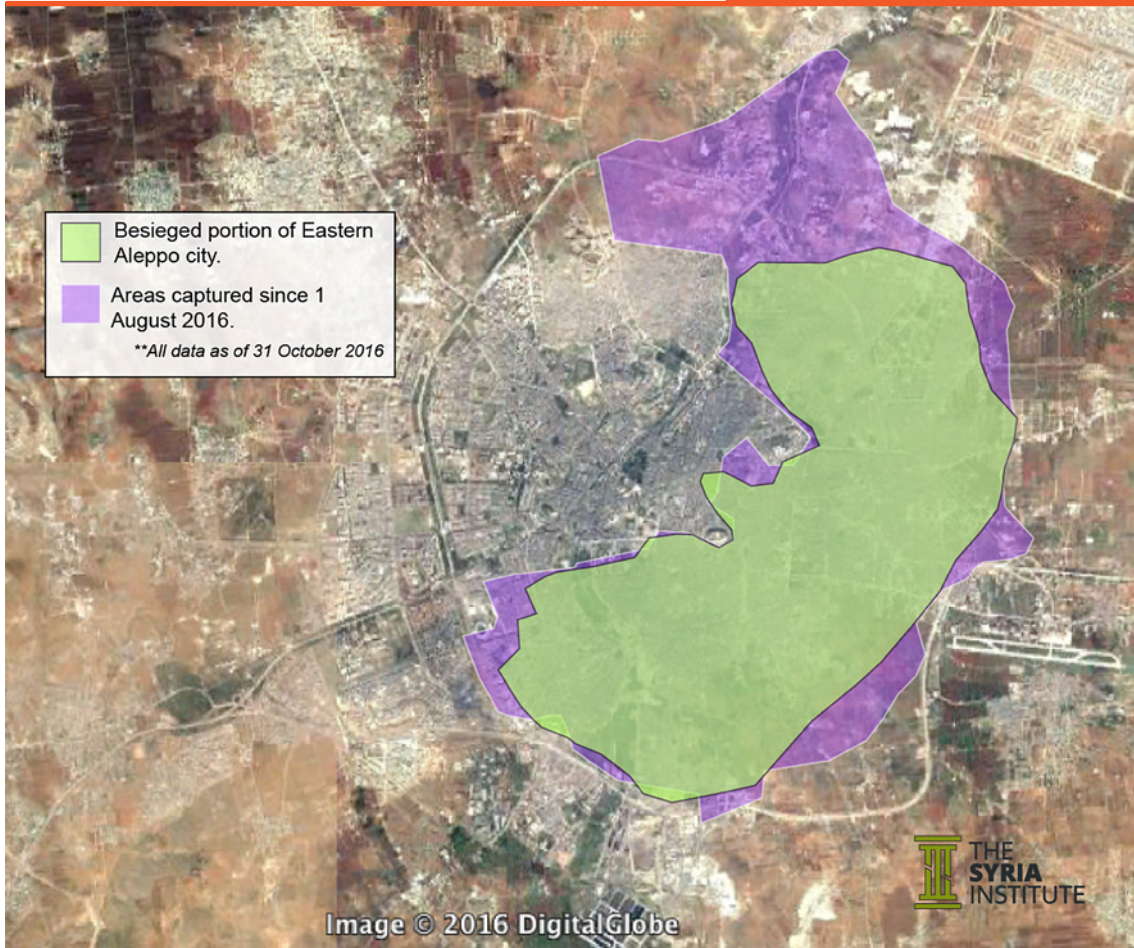 Besieged portion of Eastern
Aleppo city.
Areas captured since 1
August 2016.
**All data as of 31 October 2016
THE
SYRIA
INSTITUTE
Image © 2016 DigitalGlobe